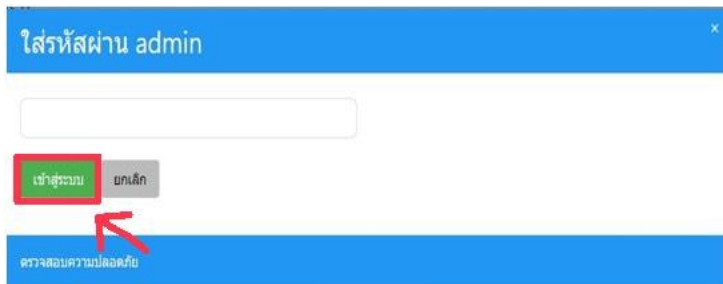 ใส่รหัสผ่าน admin
x
เข้าสู่ระบบ ยกเลิก
ตรวจสอบความปลอดภัย